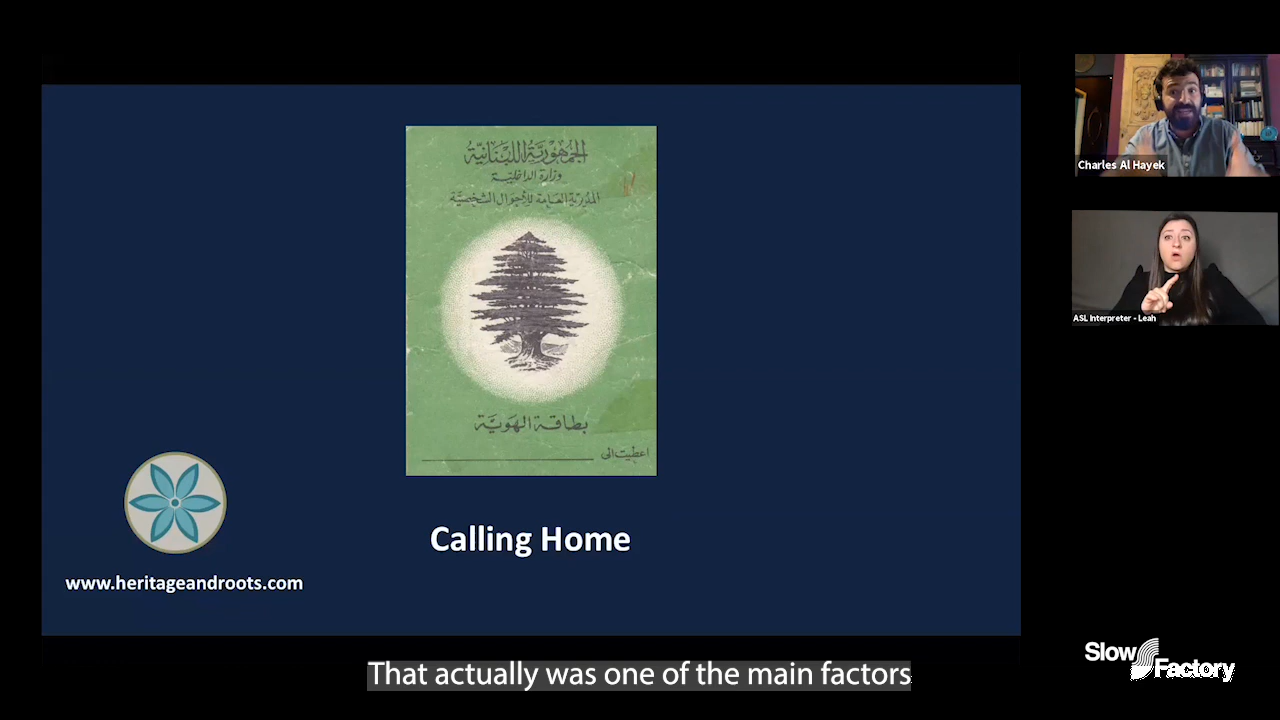 الجمهورية اللبنانية
وزارة الداخلية
المديرية العامة للأحوال الشخصية
بطاقة الهوية
اعطيت الى
Calling Home
www.heritageandroots.com
That actually was one of the main factors
Charles Al Hayek
ASL Interpreter - Leah
Slow
Factory